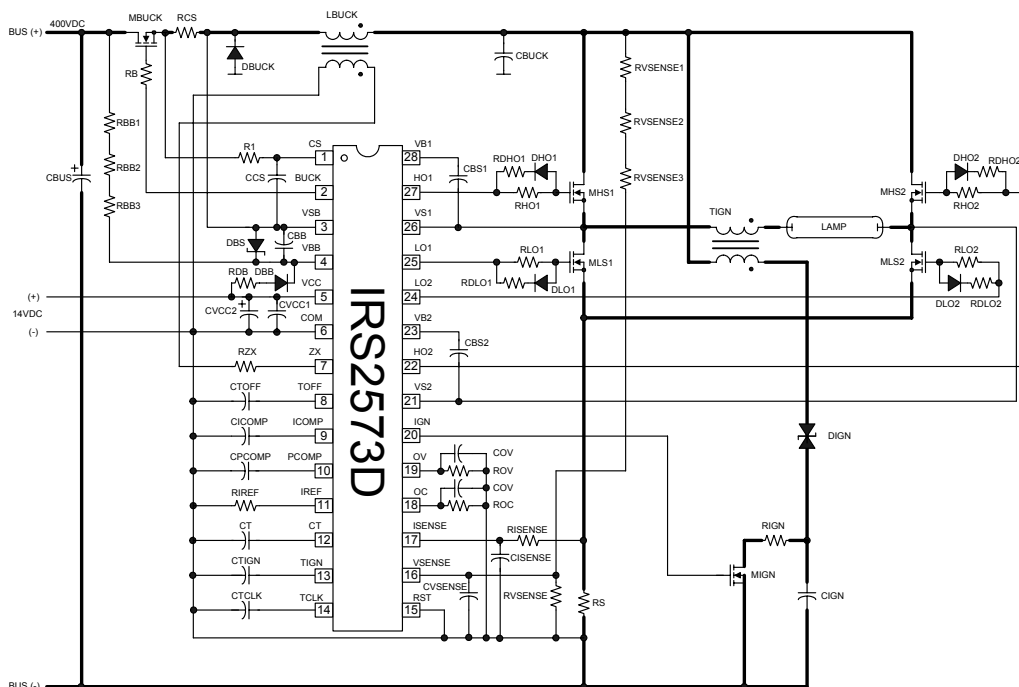 BUS (+)
400VDC
MBUCK
RCS
LBUCK
DBUCK
CBUCK
RB
RVSENSE1
RVSENSE2
RVSENSE3
RBB1
RBB2
RBB3
CBUS
+
R1
CCS
CS
1
BUCK
2
VSB
3
DBS
CBB
VBB
4
RDB
DBB
VCC
5
(+)
14VDC
(-)
CVCC2
+
CVCC1
COM
6
RZX
ZX
7
CTOFF
TOFF
8
CICOMP
ICOMP
9
CPCOMP
PCOMP
10
RIREF
IREF
11
CT
CT
12
CTIGN
TIGN
13
CTCLK
TCLK
14
IRS2573D
VB1
28
CBS1
HO1
27
VS1
26
LO1
25
LO2
24
VB2
23
CBS2
HO2
22
VS2
21
IGN
20
OV
19
COV
ROV
COV
OC
18
ROC
ISENSE
17
RISENSE
CISENSE
VSENSE
16
CVSENSE
RVSENSE
RST
15
RS
RDHO1
DHO1
RHO1
MHS1
RLO1
RDLO1
DLO1
MLS1
TIGN
LAMP
DHO2
RDHO2
RHO2
MHS2
RLO2
MLS2
DLO2
RDLO2
DIGN
RIGN
MIGN
CIGN
BUS (-)